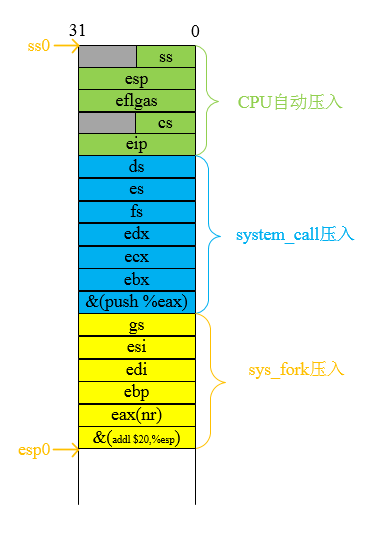 31 0
ss0
ss
esp
eflgas
cs
eip
CPU自动压入
ds
es
fs
edx
ecx
ebx
&(push %eax)
system_call压入
gs
esi
edi
ebp
eax(nr)
&(addl $20,%esp)
sys_fork压入
esp0